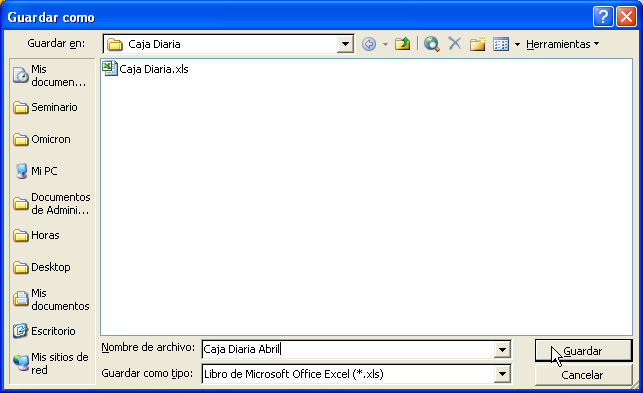 Guardar como
Guardar en:
Caja Diaria
Herramientas
Mis
documen...
Seminario
Omicron
Mi PC
Documentos
de Admini...
Horas
Desktop
Mis
documentos
Escritorio
Mis sitios de
red
Caja Diaria.xls
Nombre de archivo:
Caja Diaria Abril
Guardar
Guardar como tipo:
Libro de Microsoft Office Excel (*.xls)
Cancelar